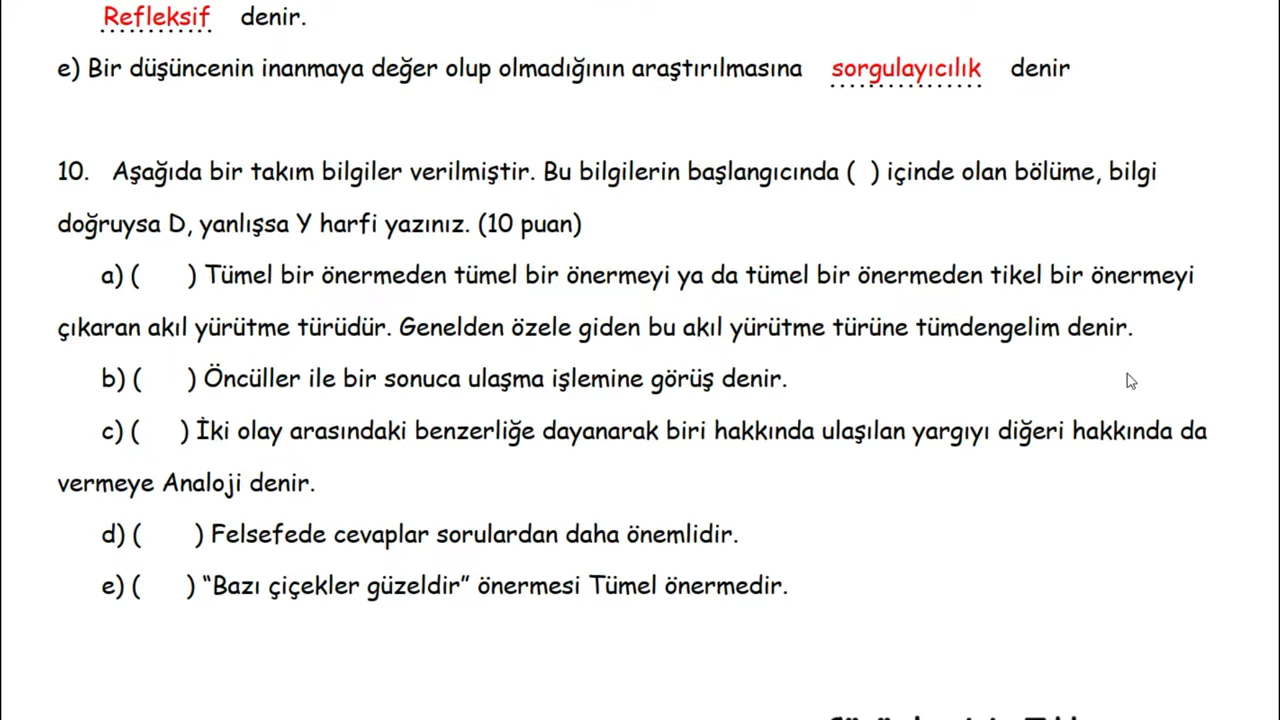 Refleksif denir.
e) Bir düşüncenin inanmaya değer olup olmadığının araştırılmasına sorgulayıcılık denir
10. Aşağıda bir takım bilgiler verilmiştir. Bu bilgilerin başlangıcında ( ) içinde olan bölüme, bilgi
doğruysa D, yanlışsa Y harfi yazınız. (10 puan)
a) ( ) Tümel bir önermeden tümel bir önermeyi ya da tümel bir önermeden tikel bir önermeyi
çıkaran akıl yürütme türüdür. Genelden özele giden bu akıl yürütme türüne tümdengelim denir.
b) ( ) Öncüller ile bir sonuca ulaşma işlemine görüş denir.
c) ( ) İki olay arasındaki benzerliğe dayanarak biri hakkında ulaşılan yargıyı diğeri hakkında da
vermeye Analoji denir.
d) ( ) Felsefede cevaplar sorulardan daha önemlidir.
e) ( ) “Bazı çiçekler güzeldir” önermesi Tümel önermedir.